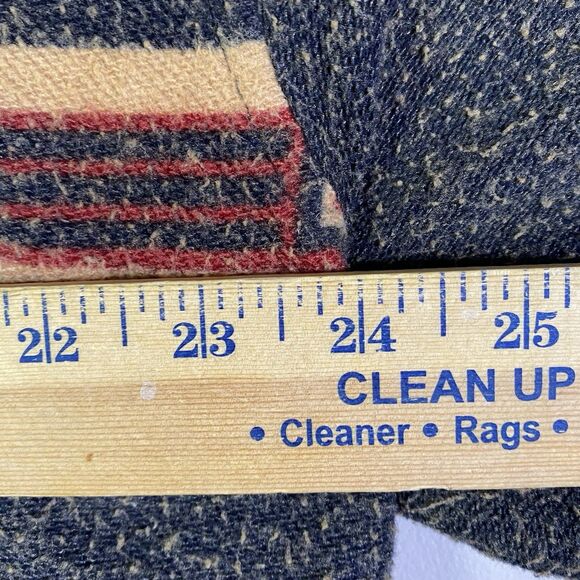 22 23 24 25
CLEAN UP
• Cleaner • Rags •